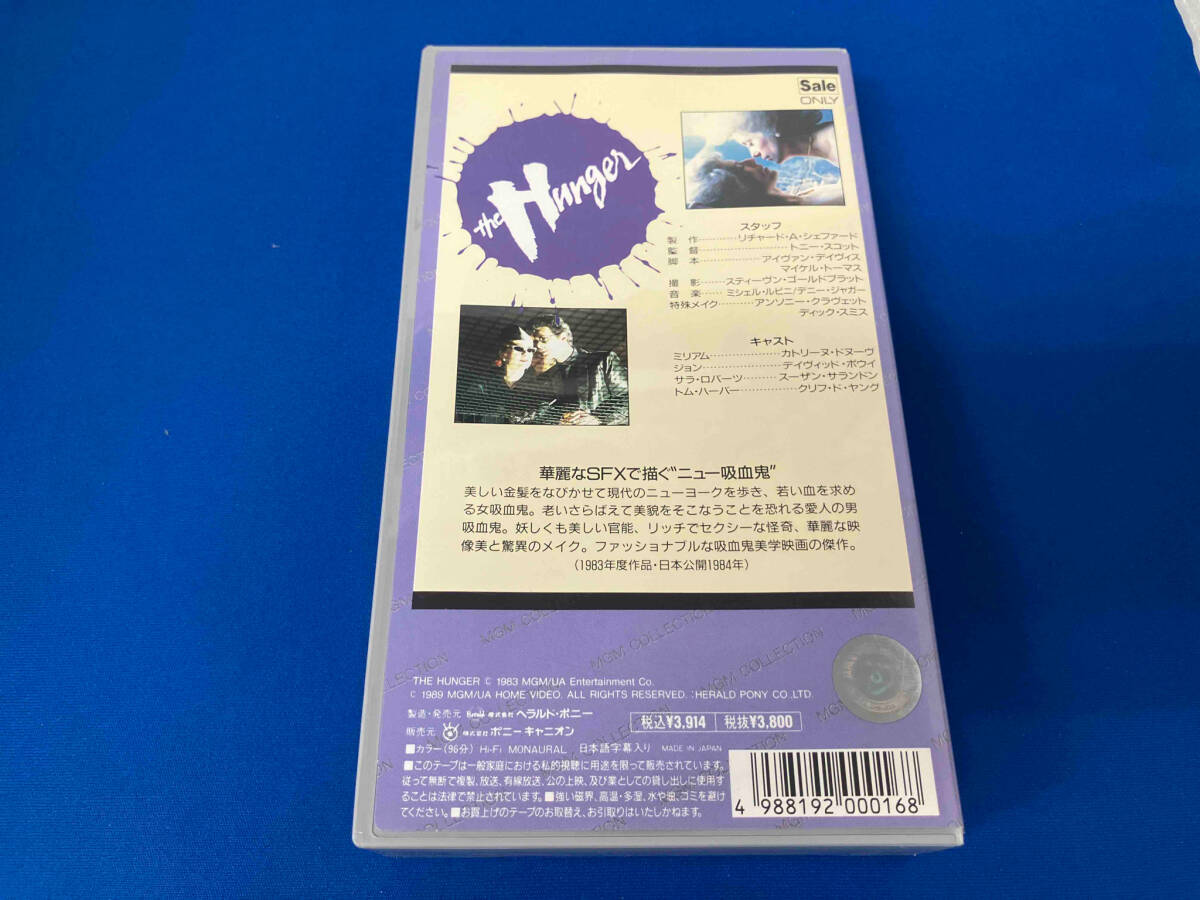 Sale
ONLY
the Hunger
スタッフ
製作 リチャード・A・シェファード
監督 トニー・スコット
脚本 アイヴァン・デイヴィス
マイケル・トーマス
撮影 スティーヴン・ゴールドブラット
音楽 ミシェル・ルビニ/デニー・ジャガー
特殊メイク アンソニー・クラヴェット
ディック・スミス
キャスト
ミリアム カトリーヌ・ドヌーヴ
ジョン デイヴィッド・ボウイ
サラ・ロバーツ スーザン・サランドン
トム・ハーバー クリフ・ド・ヤング
華麗なSFXで描く“ニュー吸血鬼”
美しい金髪をなびかせて現代のニューヨークを歩き、若い血を求め
る女吸血鬼。老いさらばえて美貌をそこなうことを恐れる愛人の男
吸血鬼。妖しくも美しい官能、リッチでセクシーな怪奇、華麗な映
像美と驚異のメイク。ファッショナブルな吸血鬼美学映画の傑作。
(1983年度作品・日本公開1984年)
MGM COLLECTION
THE HUNGER © 1983 MGM/UA Entertainment Co.
© 1989 MGM/UA HOME VIDEO. ALL RIGHTS RESERVED. :HERALD PONY CO.,LTD.
製造・発売元 株式会社 ヘラルド・ポニー
販売元 株式会社 ポニー キャニオン
税込¥3,914 税抜¥3,800
■カラー(96分) Hi-Fi MONAURAL 日本語字幕入り MADE IN JAPAN
■このテープは一般家庭における私的視聴に用途を限って販売されています。
従って無断で複製、放送、有線放送、公の上映、及び業としての貸し出しに使用す
ることは法律で禁止されています。■強い磁界、高温・多湿、水や油、ゴミを避け
てください。■お買上げのテープのお取替え、お引取りはいたしかねます。
4 988192 000168